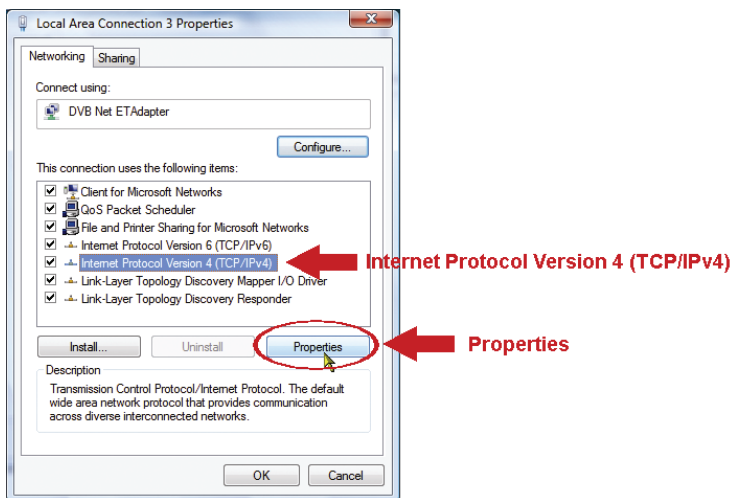 Local Area Connection 3 Properties
Networking
Sharing
Connect using:
DVB Net ETAdapter
Configure...
This connection uses the following items:
Client for Microsoft Networks
QoS Packet Scheduler
File and Printer Sharing for Microsoft Networks
Internet Protocol Version 6 (TCP/IPv6)
Internet Protocol Version 4 (TCP/IPv4)
Internet Protocol Version 4 (TCP/IPv4)
Link-Layer Topology Discovery Mapper I/O Driver
Link-Layer Topology Discovery Responder
Install...
Uninstall
Properties
Properties
Description
Transmission Control Protocol/Internet Protocol. The default
wide area network protocol that provides communication
across diverse interconnected networks.
OK
Cancel